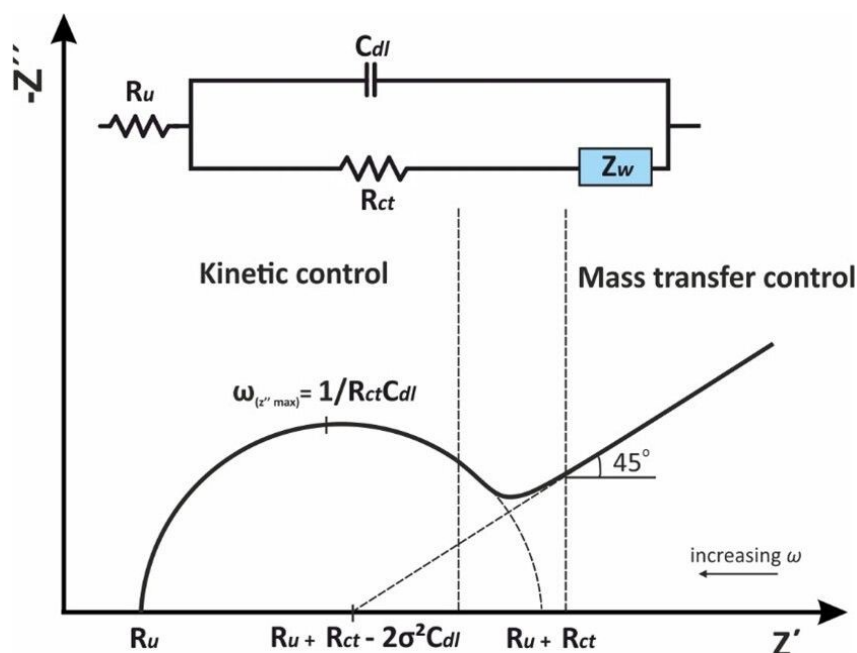 -Z′′
Cdl
Ru
Zw
Rct
Kinetic control
Mass transfer control
ω(z′′ max)= 1/RctCdl
45°
increasing ω
Ru
Ru + Rct - 2σ²Cdl
Ru + Rct
Z′